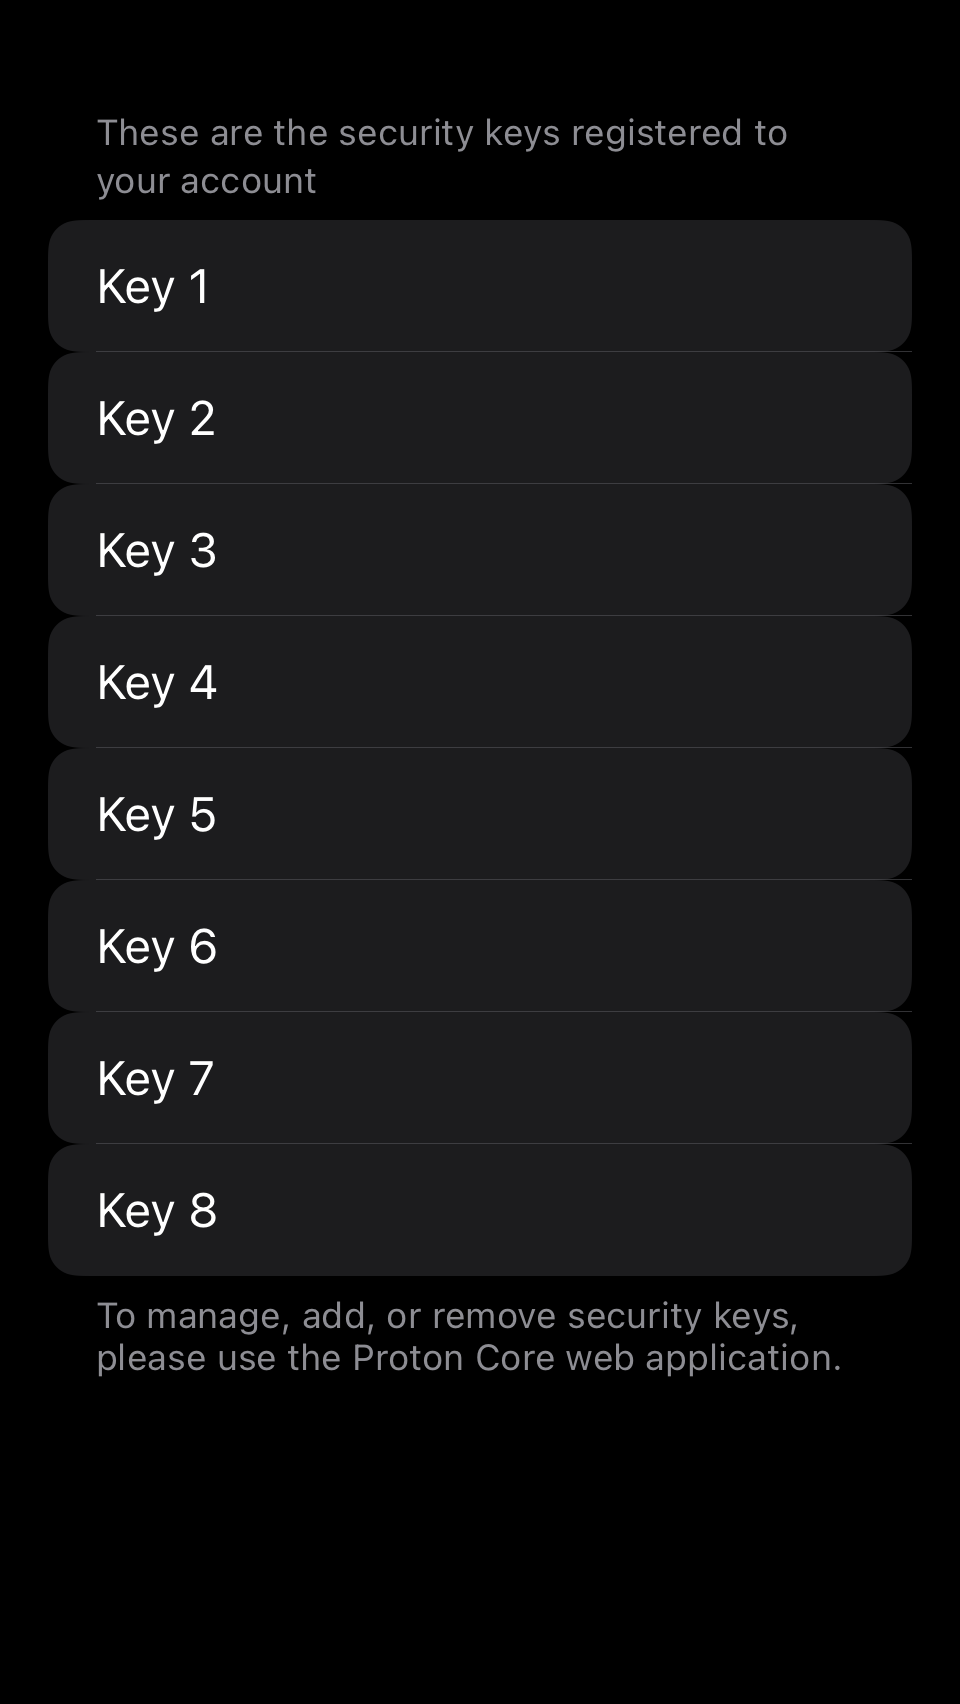 These are the security keys registered to
your account
Key 1
Key 2
Key 3
Key 4
Key 5
Key 6
Key 7
Key 8
To manage, add, or remove security keys,
please use the Proton Core web application.